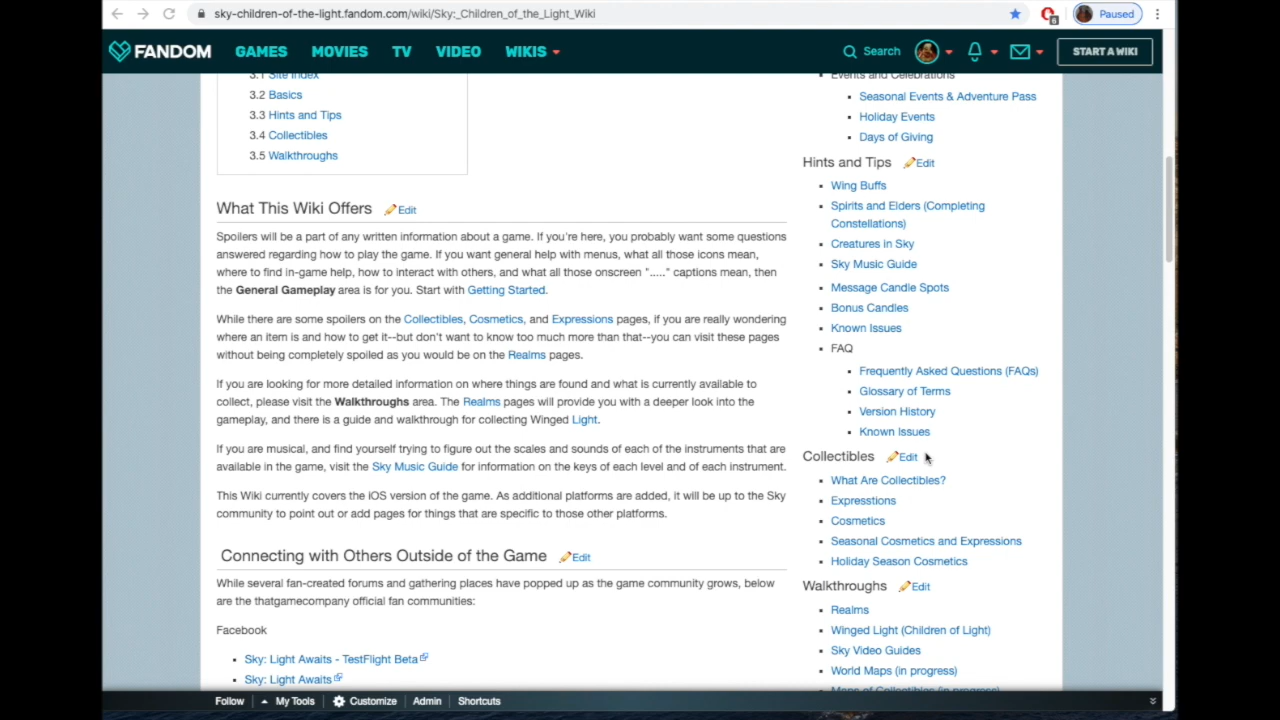 sky-children-of-the-light.fandom.com/wiki/Sky:_Children_of_the_Light_Wiki
6
Paused
FANDOM
GAMES
MOVIES
TV
VIDEO
WIKIS
Search
START A WIKI
3.1 Site Index
3.2 Basics
3.3 Hints and Tips
3.4 Collectibles
3.5 Walkthroughs
What This Wiki Offers Edit
Spoilers will be a part of any written information about a game. If you're here, you probably want some questions
answered regarding how to play the game. If you want general help with menus, what all those icons mean,
where to find in-game help, how to interact with others, and what all those onscreen "....." captions mean, then
the General Gameplay area is for you. Start with Getting Started.
While there are some spoilers on the Collectibles, Cosmetics, and Expressions pages, if you are really wondering
where an item is and how to get it--but don't want to know too much more than that--you can visit these pages
without being completely spoiled as you would be on the Realms pages.
If you are looking for more detailed information on where things are found and what is currently available to
collect, please visit the Walkthroughs area. The Realms pages will provide you with a deeper look into the
gameplay, and there is a guide and walkthrough for collecting Winged Light.
If you are musical, and find yourself trying to figure out the scales and sounds of each of the instruments that are
available in the game, visit the Sky Music Guide for information on the keys of each level and of each instrument.
This Wiki currently covers the iOS version of the game. As additional platforms are added, it will be up to the Sky
community to point out or add pages for things that are specific to those other platforms.
Connecting with Others Outside of the Game Edit
While several fan-created forums and gathering places have popped up as the game community grows, below
are the thatgamecompany official fan communities:
Facebook
Sky: Light Awaits - TestFlight Beta
Sky: Light Awaits
Events and Celebrations
Seasonal Events & Adventure Pass
Holiday Events
Days of Giving
Hints and Tips Edit
Wing Buffs
Spirits and Elders (Completing
Constellations)
Creatures in Sky
Sky Music Guide
Message Candle Spots
Bonus Candles
Known Issues
FAQ
Frequently Asked Questions (FAQs)
Glossary of Terms
Version History
Known Issues
Collectibles Edit
What Are Collectibles?
Expresstions
Cosmetics
Seasonal Cosmetics and Expressions
Holiday Season Cosmetics
Walkthroughs Edit
Realms
Winged Light (Children of Light)
Sky Video Guides
World Maps (in progress)
Maps of Collectibles (in progress)
Follow
My Tools
Customize
Admin
Shortcuts